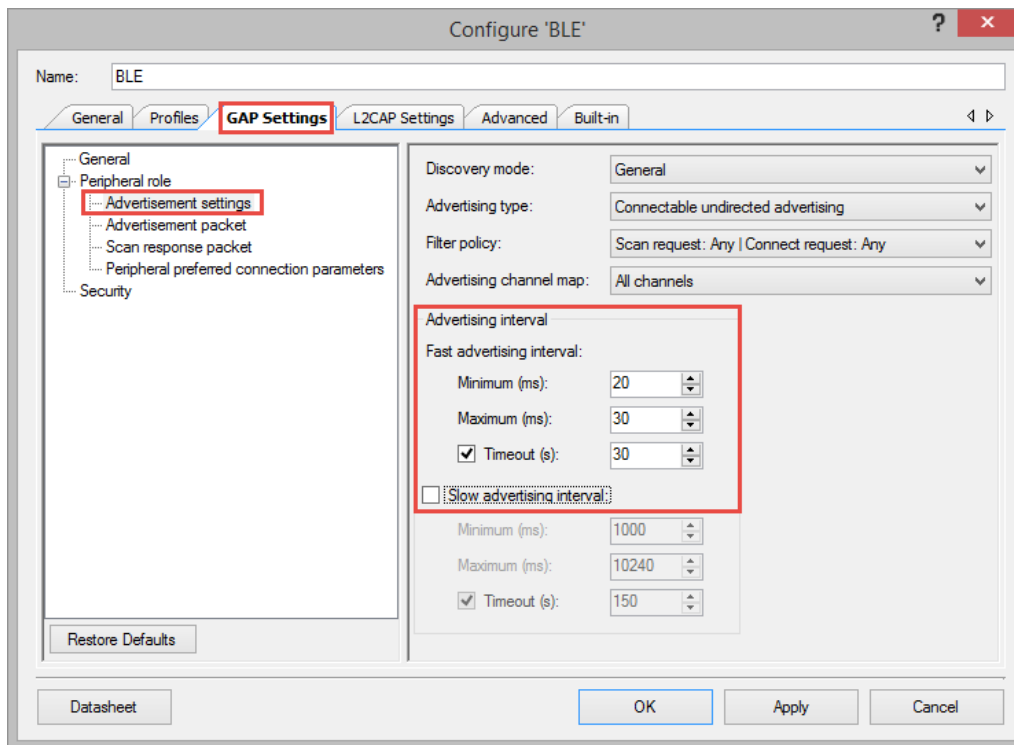 Configure 'BLE'
?
Name: BLE
General Profiles GAP Settings L2CAP Settings Advanced Built-in
General
Peripheral role
Advertisement settings
Advertisement packet
Scan response packet
Peripheral preferred connection parameters
Security
Restore Defaults
Discovery mode: General
Advertising type: Connectable undirected advertising
Filter policy: Scan request: Any | Connect request: Any
Advertising channel map: All channels
Advertising interval
Fast advertising interval:
Minimum (ms): 20
Maximum (ms): 30
Timeout (s): 30
Slow advertising interval:
Minimum (ms): 1000
Maximum (ms): 10240
Timeout (s): 150
Datasheet OK Apply Cancel